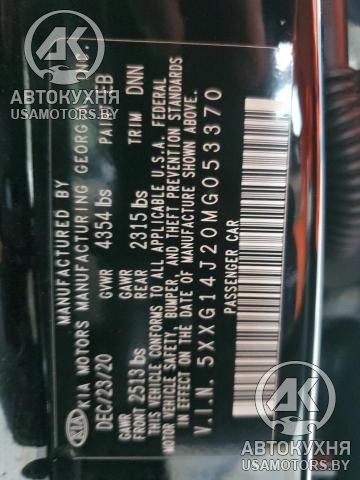 АВТОКУХНЯ
USAMOTORS.BY
KIA
MANUFACTURED BY
KIA MOTORS MANUFACTURING GEORGIA INC.
DEC/23/20
GVWR 4354 lbs
PAINT EB
GAWR
FRONT 2513 lbs
GAWR
REAR 2315 lbs
TRIM DNN
THIS VEHICLE CONFORMS TO ALL APPLICABLE U.S.A. FEDERAL
MOTOR VEHICLE SAFETY, BUMPER, AND THEFT PREVENTION STANDARDS
IN EFFECT ON THE DATE OF MANUFACTURE SHOWN ABOVE.
V.I.N. 5XXG14J20MG053370
PASSENGER CAR
АВТОКУХНЯ
USAMOTORS.BY